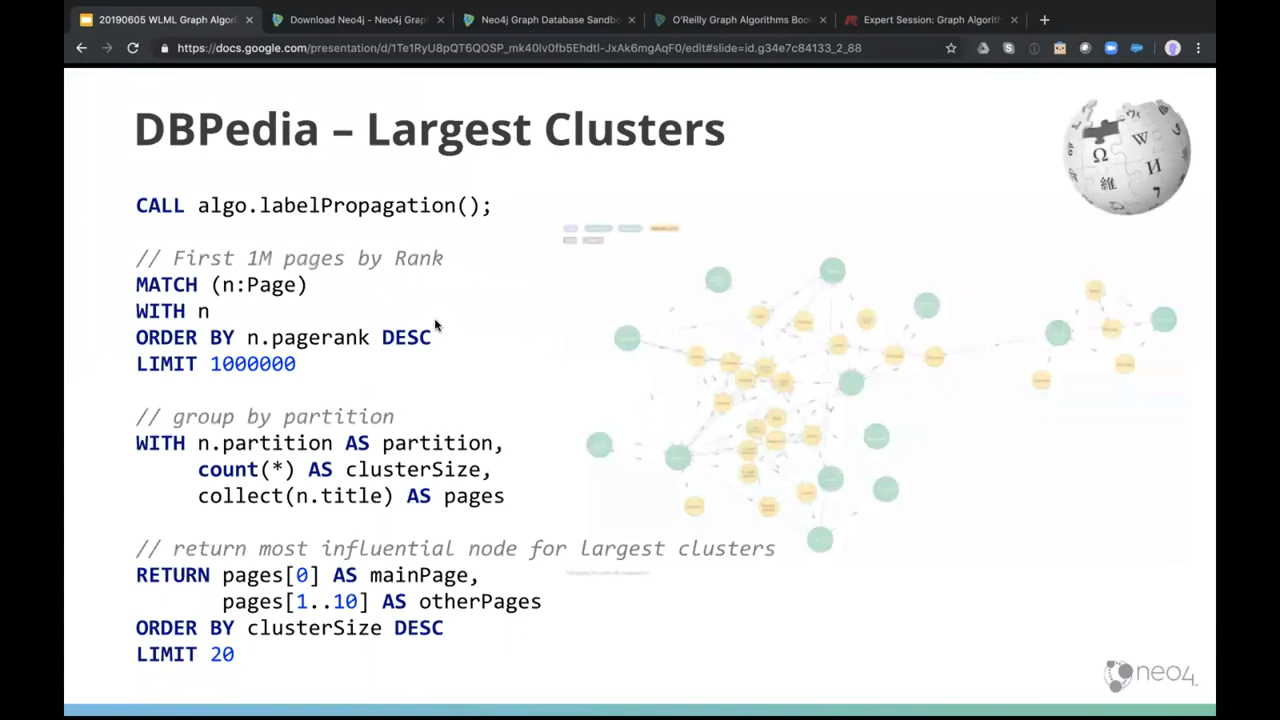 20190605 WLML Graph Algori
Download Neo4j - Neo4j Grap
Neo4j Graph Database Sandb
O'Reilly Graph Algorithms Boo
Expert Session: Graph Algorith
https://docs.google.com/presentation/d/1Te1RyU8pQT6QOSP_mk40lv0fb5Ehdtl-JxAk6mgAqF0/edit#slide=id.g34e7c84133_2_88
DBPedia – Largest Clusters
CALL algo.labelPropagation();
// First 1M pages by Rank
MATCH (n:Page)
WITH n
ORDER BY n.pagerank DESC
LIMIT 1000000
// group by partition
WITH n.partition AS partition,
count(*) AS clusterSize,
collect(n.title) AS pages
// return most influential node for largest clusters
RETURN pages[0] AS mainPage,
pages[1..10] AS otherPages
ORDER BY clusterSize DESC
LIMIT 20
Ω W И 維
neo4j